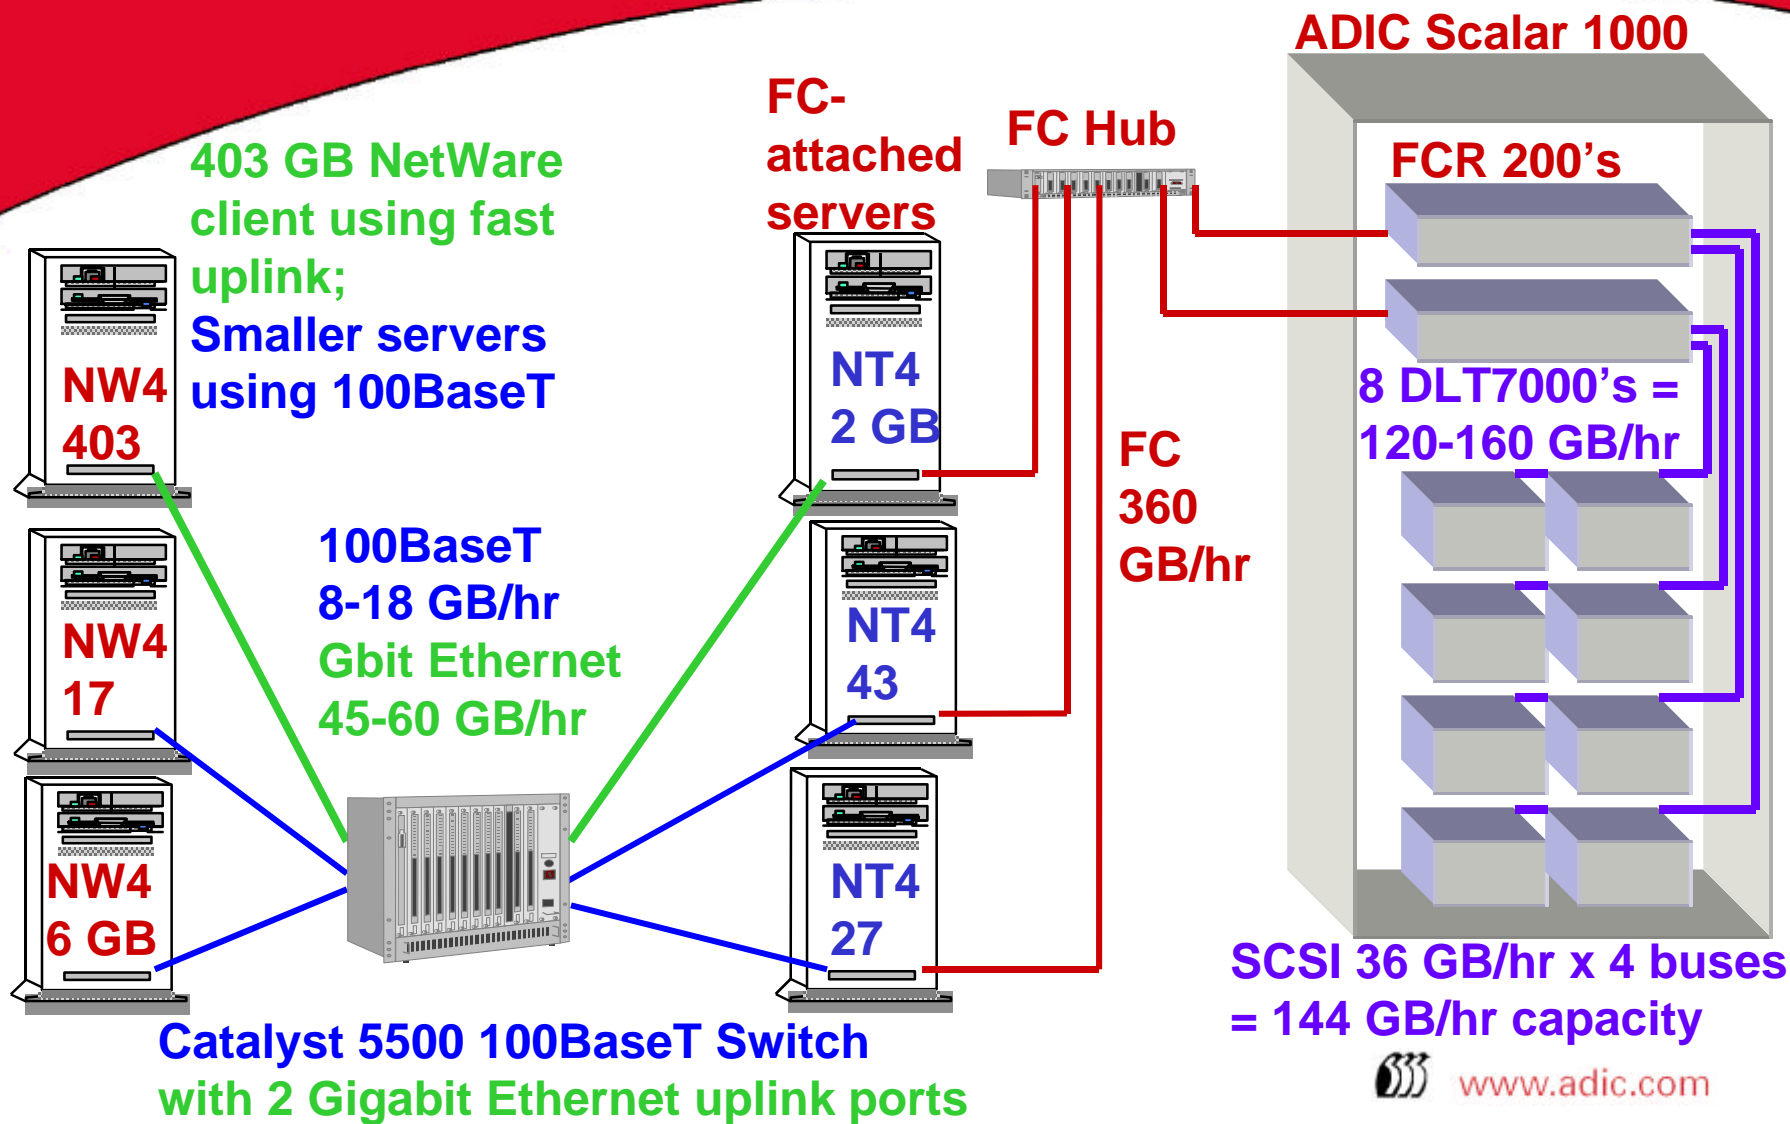 ADIC Scalar 1000
FC-
attached
servers
FC Hub
403 GB NetWare
client using fast
uplink;
Smaller servers
using 100BaseT
FCR 200’s
NW4
403
NT4
2 GB
8 DLT7000’s =
120-160 GB/hr
FC
360
GB/hr
100BaseT
8-18 GB/hr
Gbit Ethernet
45-60 GB/hr
NW4
17
NT4
43
NW4
6 GB
NT4
27
SCSI 36 GB/hr x 4 buses
= 144 GB/hr capacity
Catalyst 5500 100BaseT Switch
with 2 Gigabit Ethernet uplink ports
www.adic.com